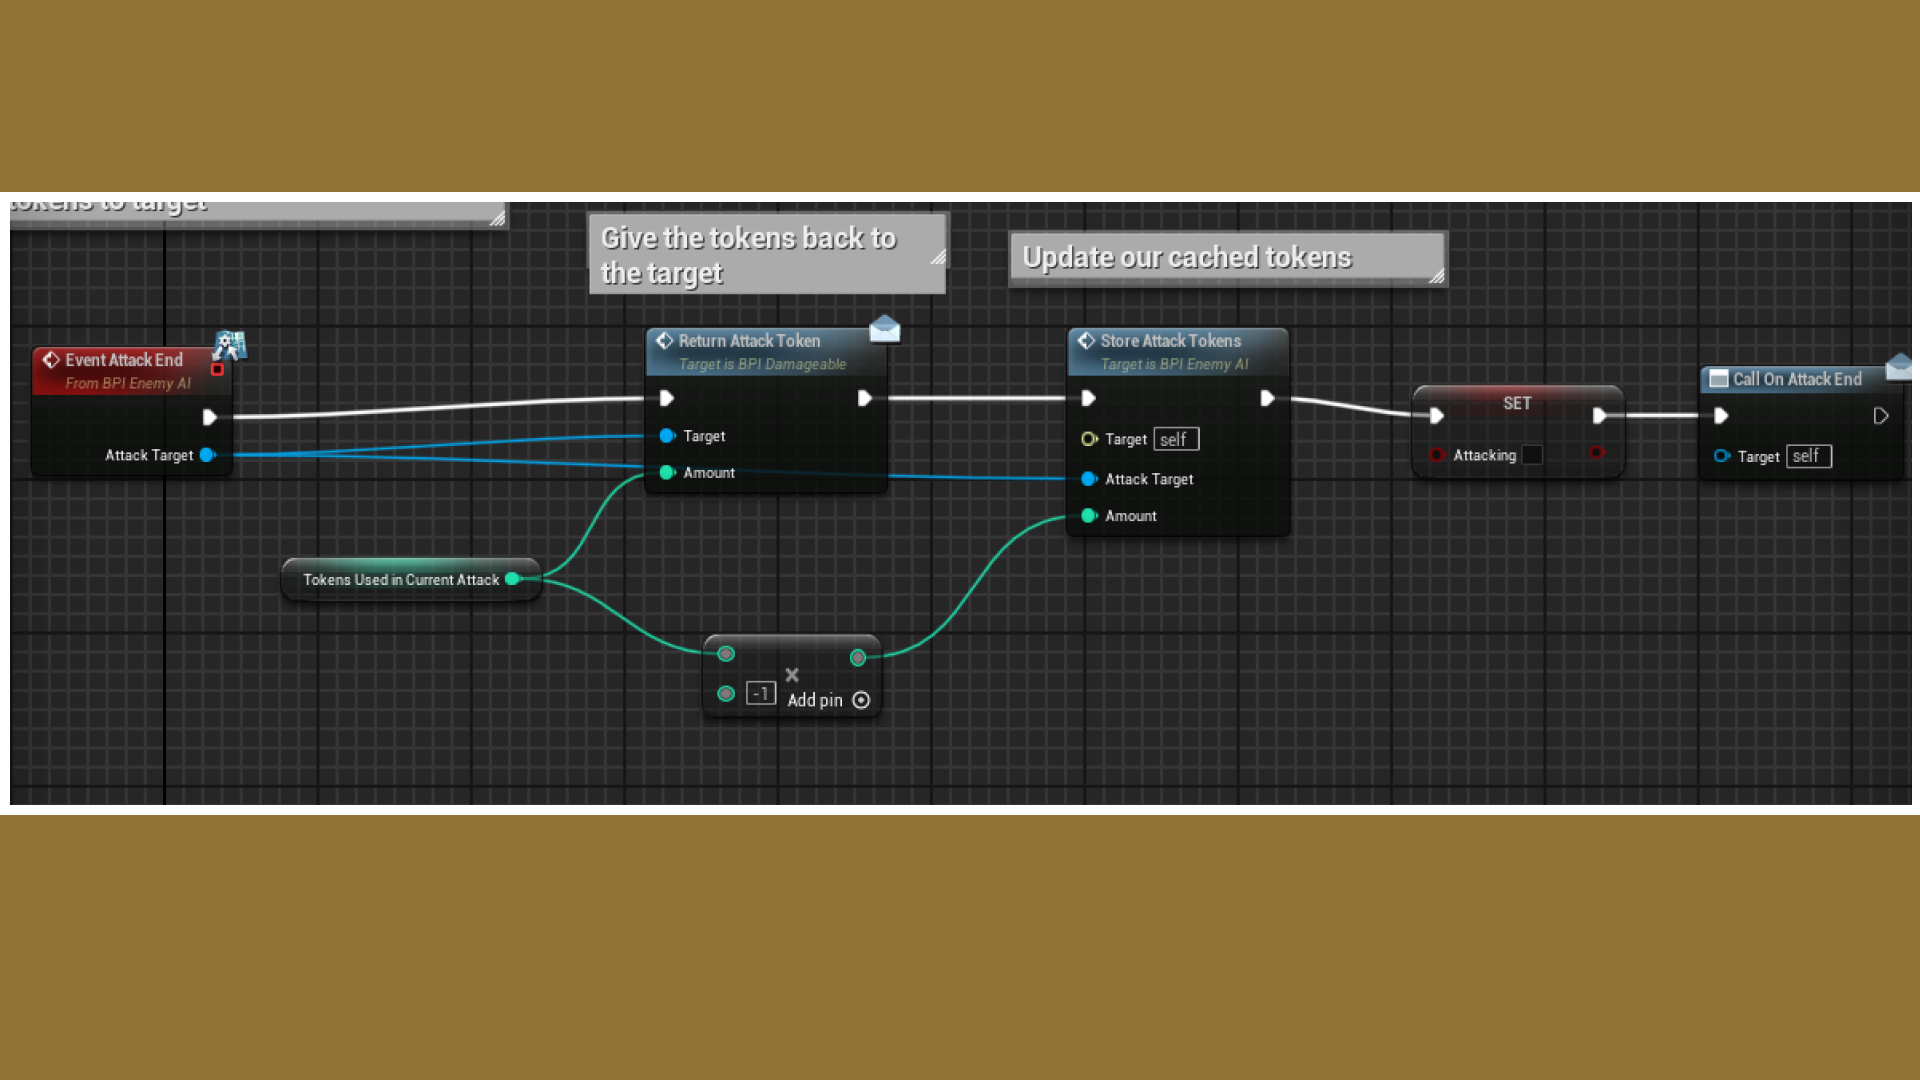 tokens to target
Give the tokens back to
the target
Update our cached tokens
Event Attack End
From BPI Enemy AI
Attack Target
Return Attack Token
Target is BPI Damageable
Target
Amount
Store Attack Tokens
Target is BPI Enemy AI
Target self
Attack Target
Amount
SET
Attacking
Call On Attack End
Target self
Tokens Used in Current Attack
-1
Add pin